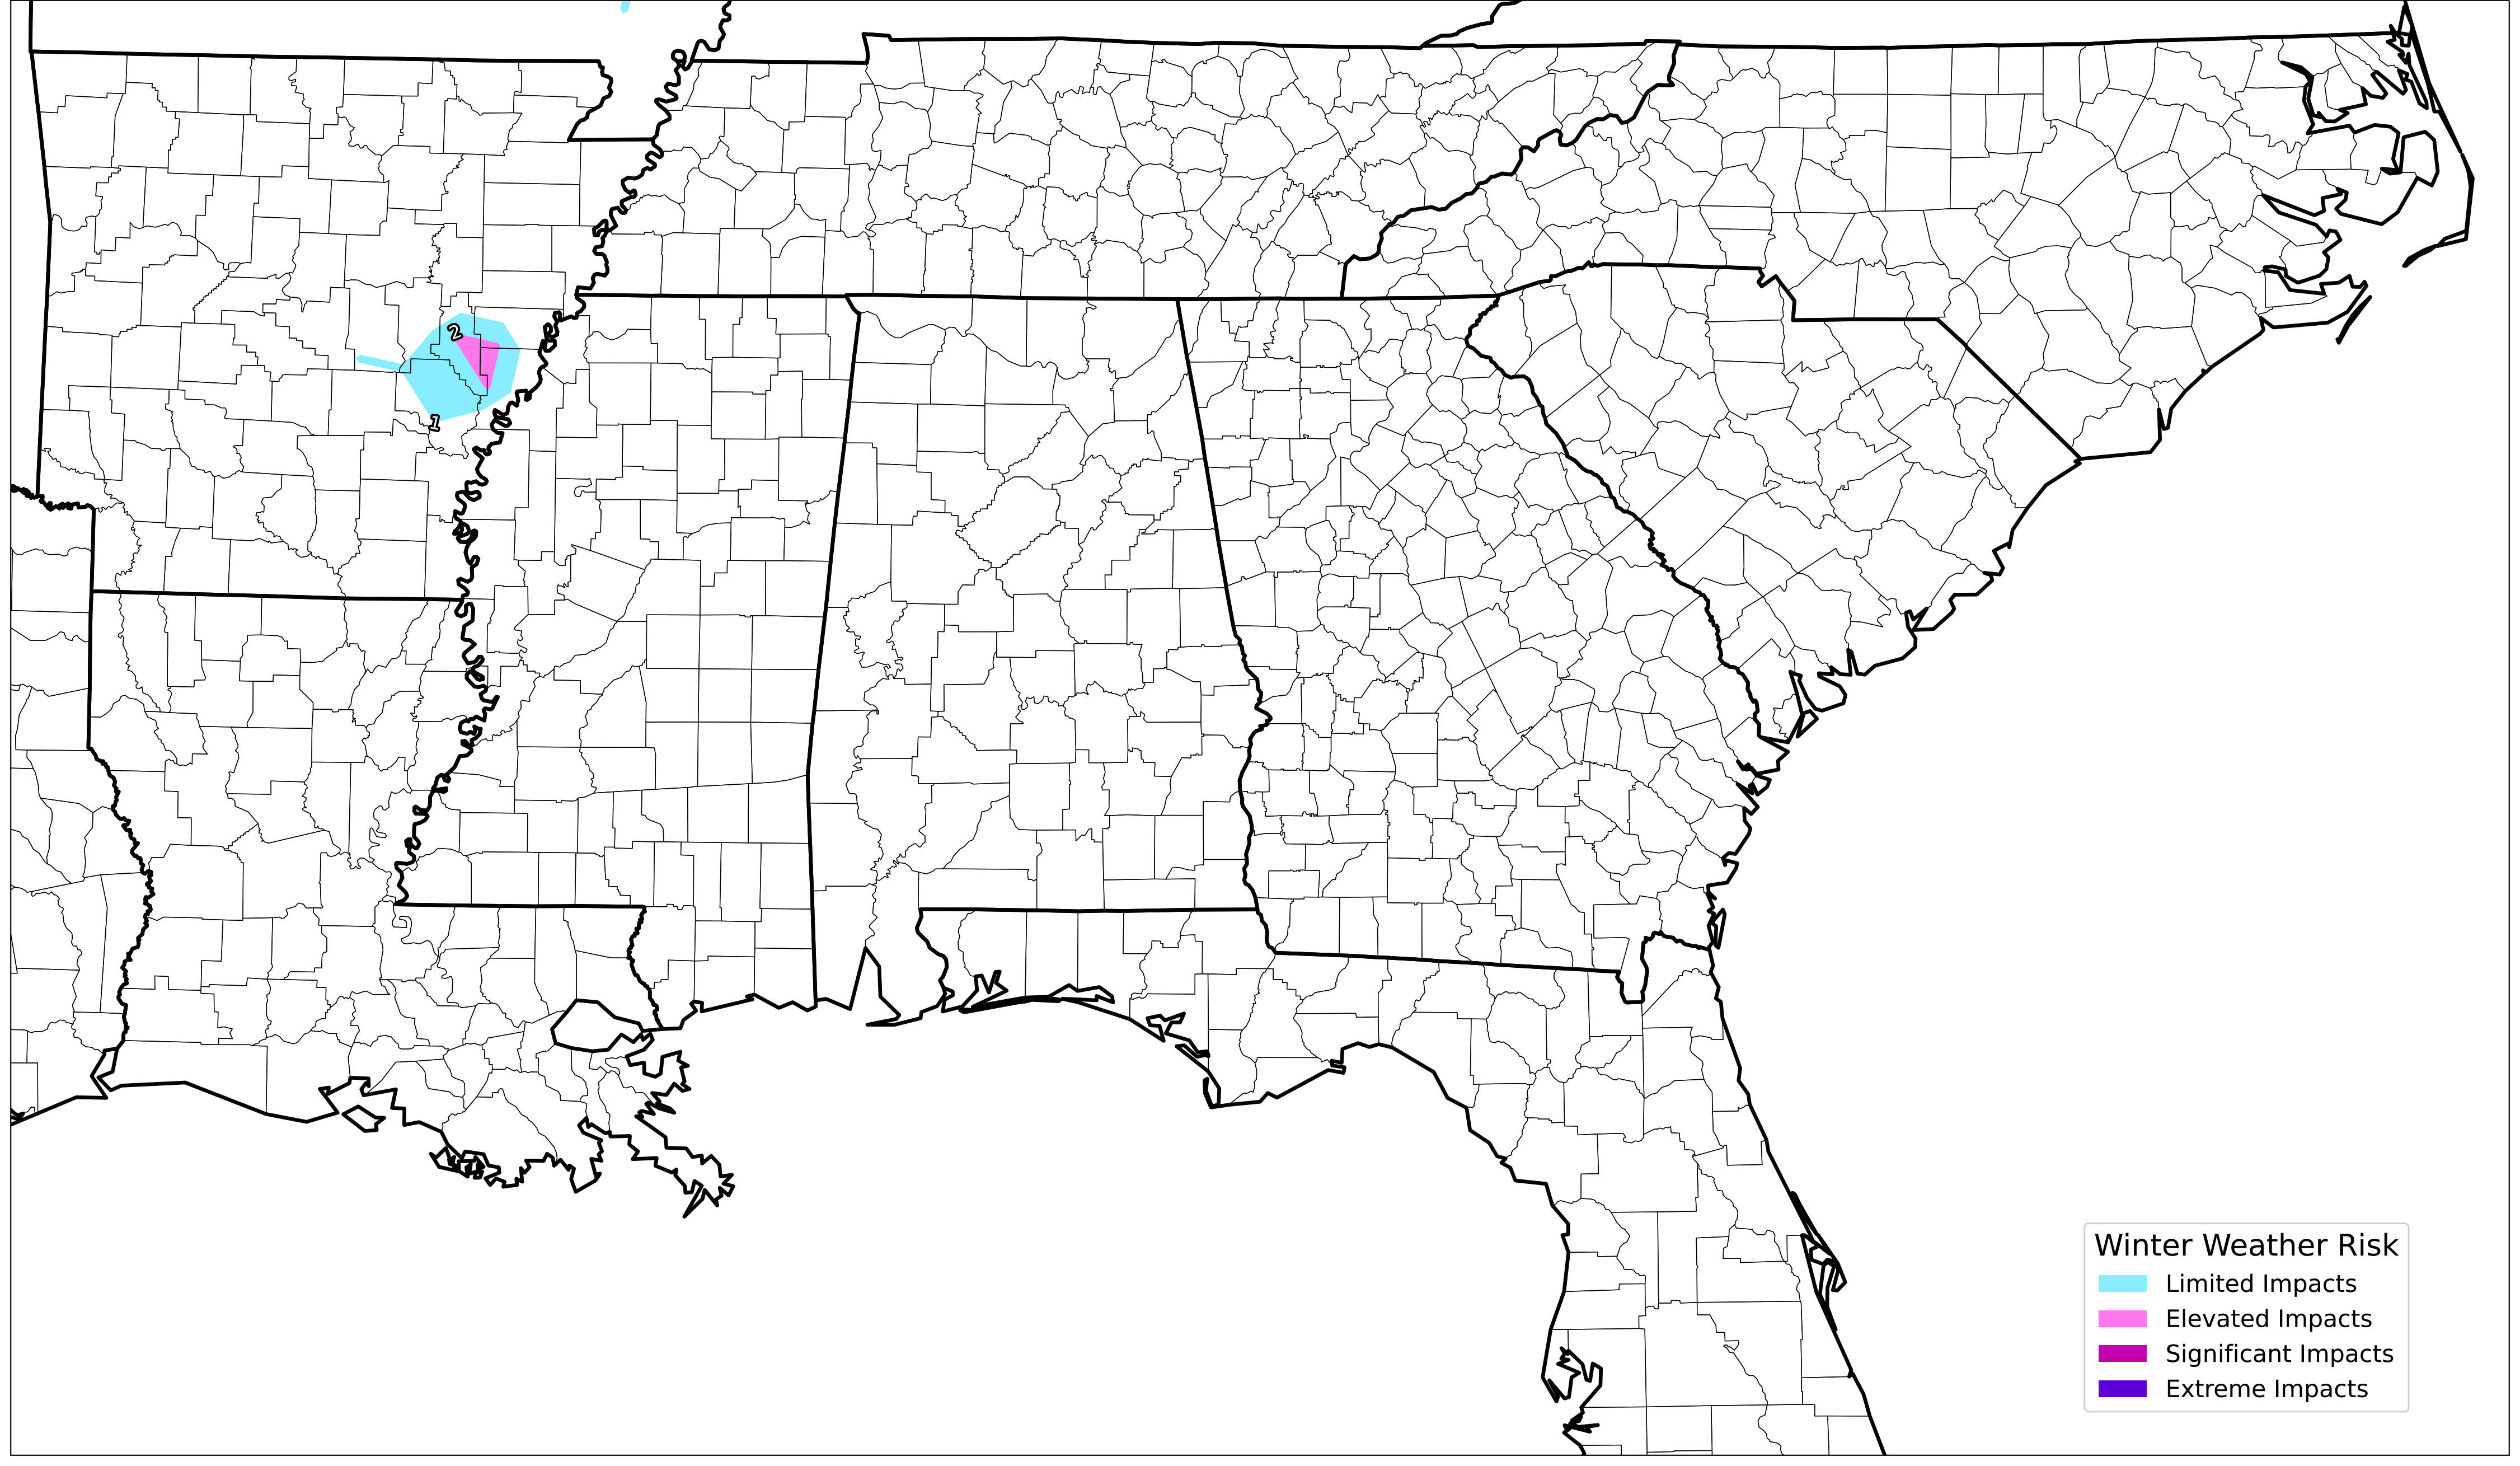 2
1
Winter Weather Risk
Limited Impacts
Elevated Impacts
Significant Impacts
Extreme Impacts